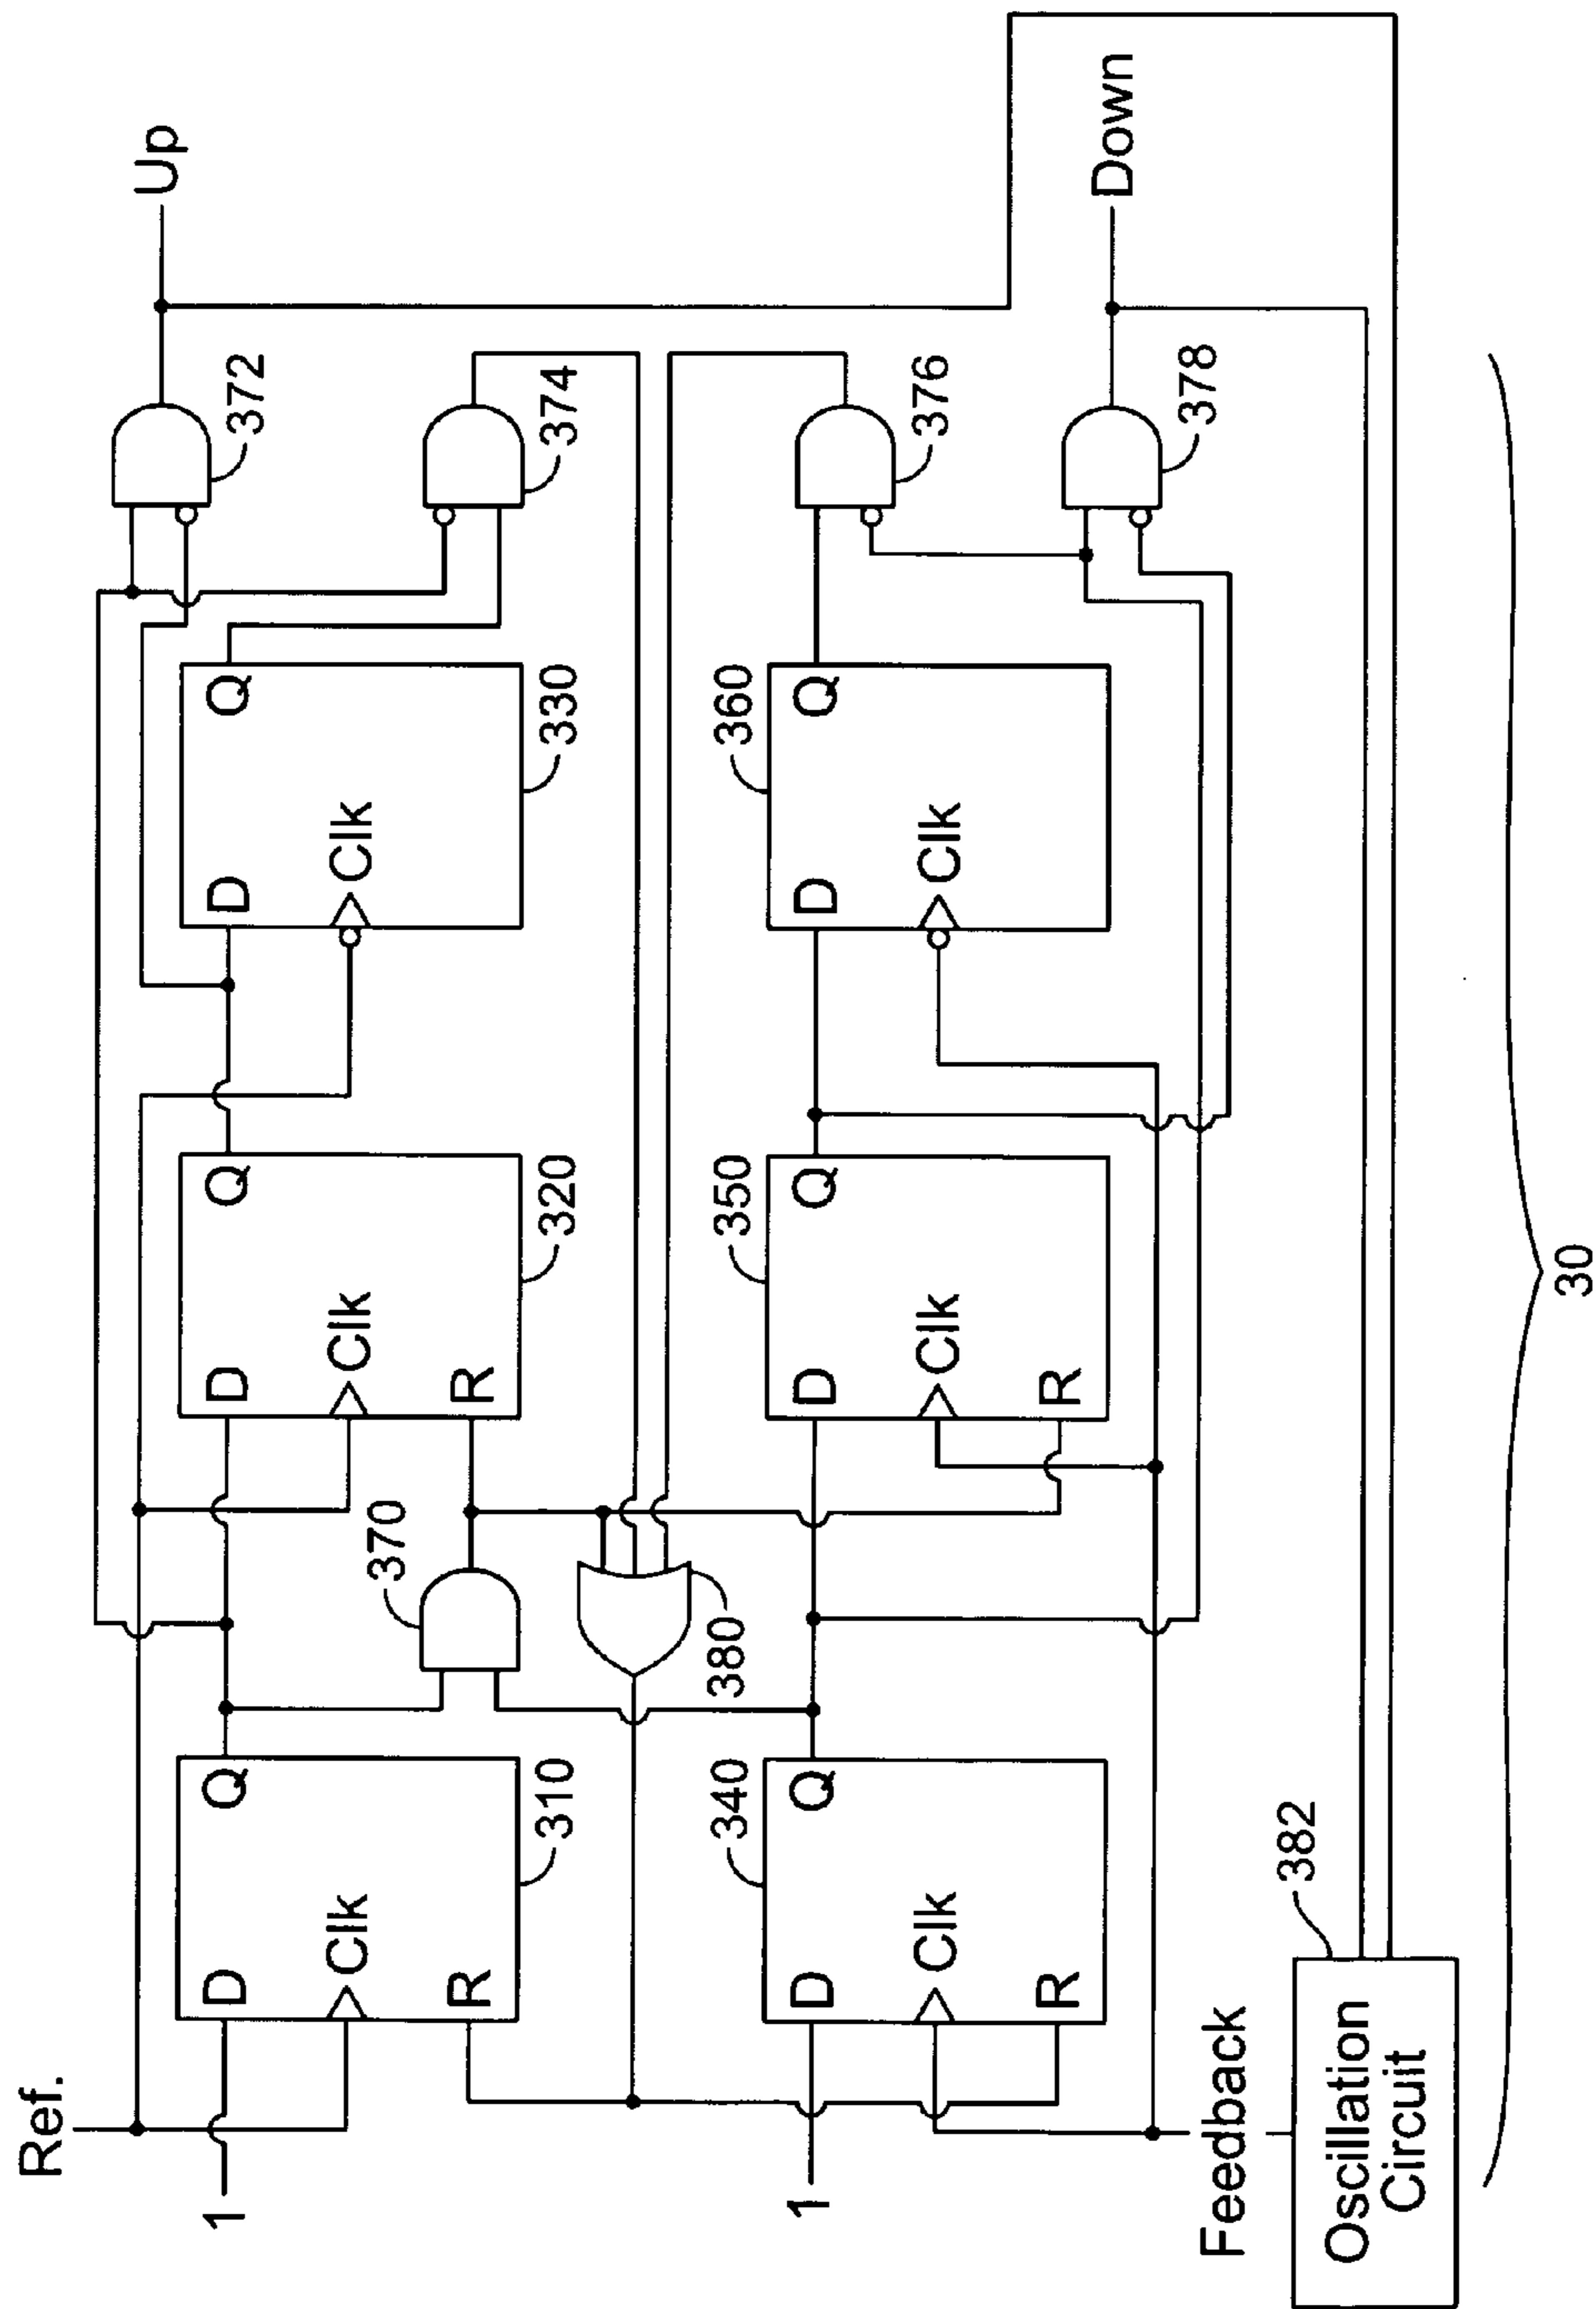 Ref.
1
D
Q
Clk
R
310
370
D
Q
Clk
R
320
D
Q
Clk
330
372
Up
374
380
1
D
Q
Clk
R
340
D
Q
Clk
R
350
D
Q
Clk
360
376
378
Down
Feedback
Oscillation
Circuit
382
30